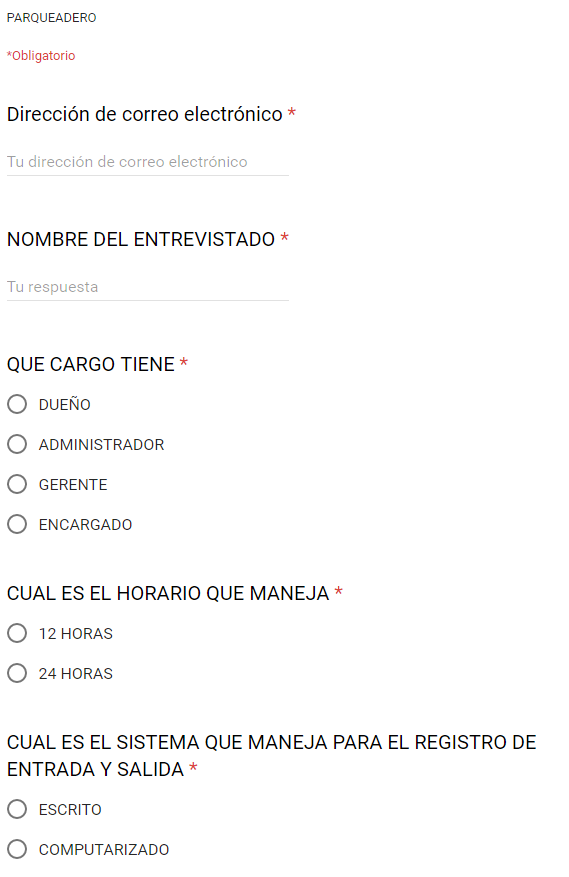 PARQUEADERO
*Obligatorio
Dirección de correo electrónico *
Tu dirección de correo electrónico
NOMBRE DEL ENTREVISTADO *
Tu respuesta
QUE CARGO TIENE *
DUEÑO
ADMINISTRADOR
GERENTE
ENCARGADO
CUAL ES EL HORARIO QUE MANEJA *
12 HORAS
24 HORAS
CUAL ES EL SISTEMA QUE MANEJA PARA EL REGISTRO DE
ENTRADA Y SALIDA *
ESCRITO
COMPUTARIZADO